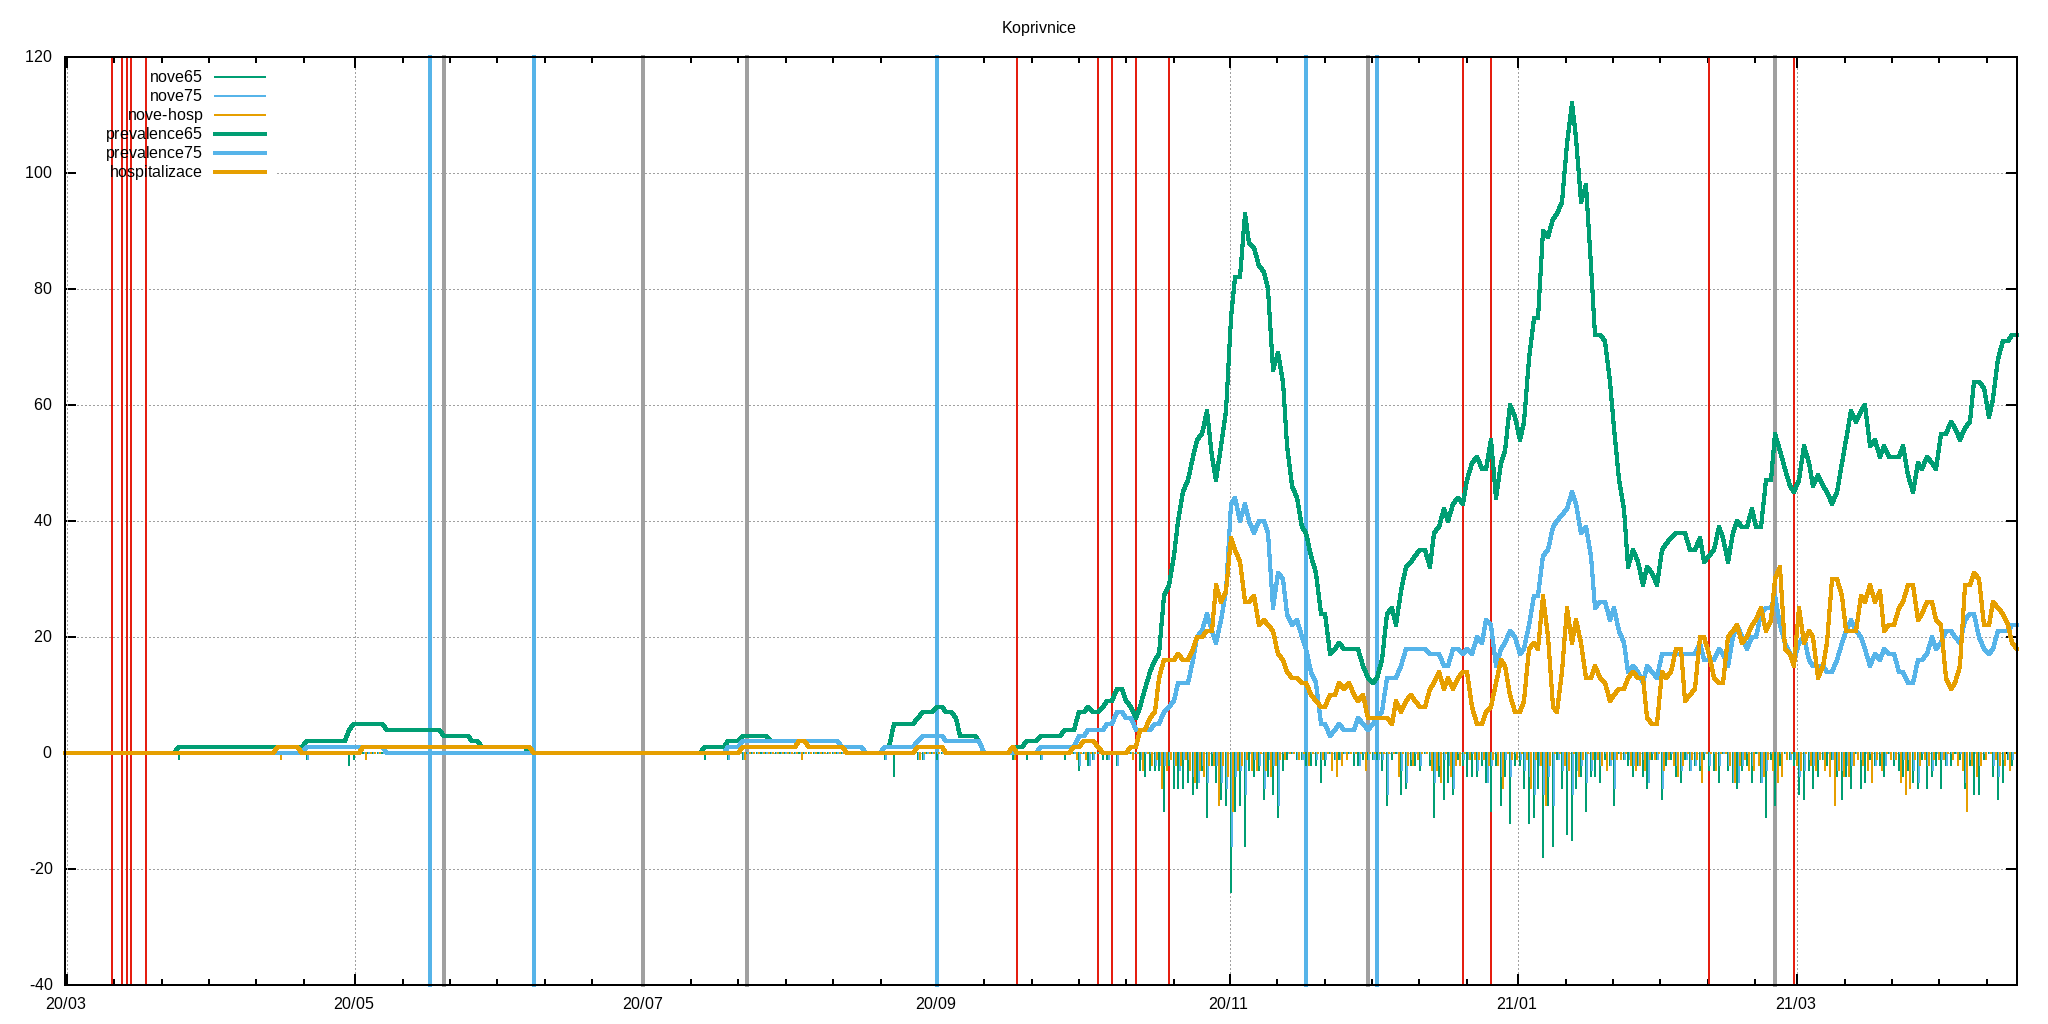 Koprivnice
120
100
80
60
40
20
0
-20
-40
nove65
nove75
nove-hosp
prevalence65
prevalence75
hospitalizace
20/03 20/05 20/07 20/09 20/11 21/01 21/03